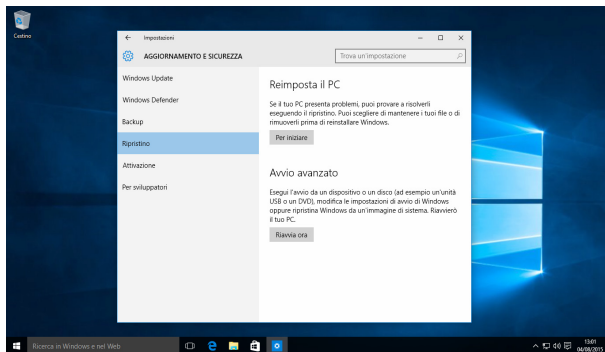 Castino
Impostazioni
AGGIORNAMENTO E SICUREZZA
Trova un'impostazione
Windows Update
Windows Defender
Backup
Ripristino
Attivazione
Per sviluppatori
Reimposta il PC
Se il tuo PC presenta problemi, puoi provare a risolverli
eseguendo il ripristino. Puoi scegliere di mantenere i tuoi file o di
rimuoverli prima di reinstallare Windows.
Per iniziare
Avvio avanzato
Esegui l'avvio da un dispositivo o un disco (ad esempio un'unità
USB o un DVD), modifica le impostazioni di avvio di Windows
oppure ripristina Windows da un'immagine di sistema. Riavvierò
il tuo PC.
Riavvia ora
Ricerca in Windows e nel Web
13:01
04/08/2015